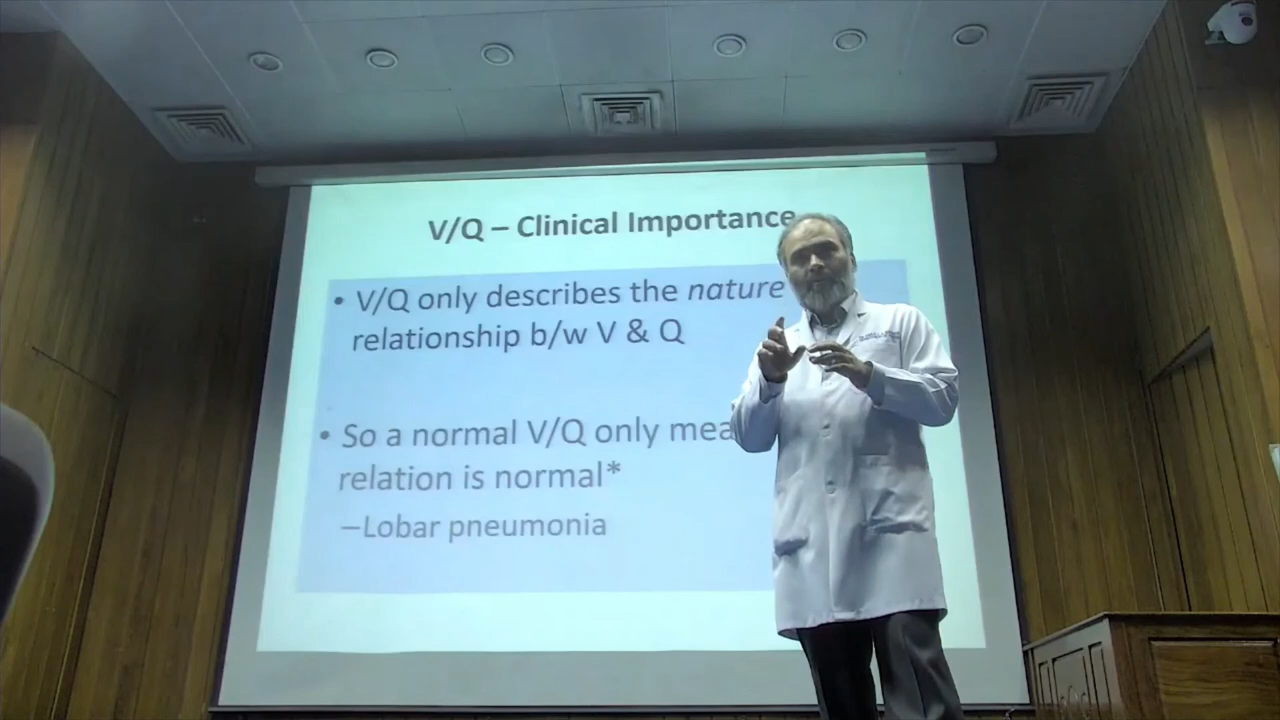 V/Q – Clinical Importance
• V/Q only describes the nature
relationship b/w V & Q
• So a normal V/Q only mea
relation is normal*
–Lobar pneumonia